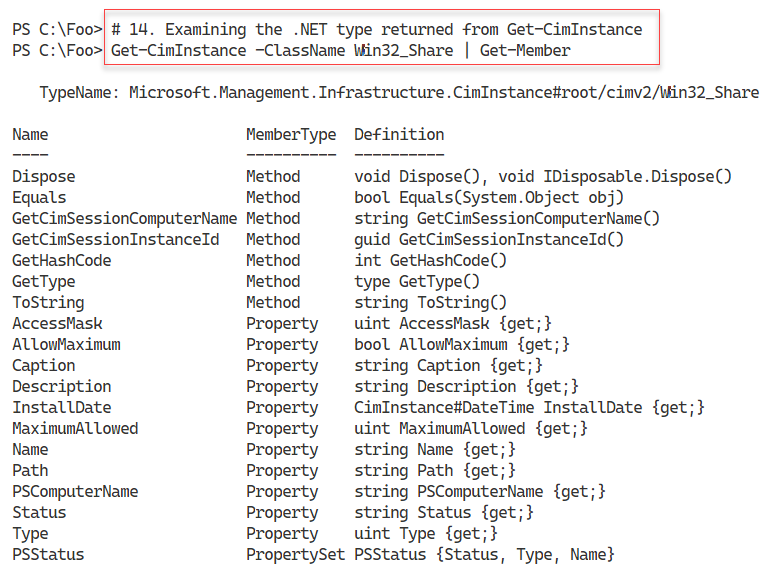 PS C:\Foo> # 14. Examining the .NET type returned from Get-CimInstance
PS C:\Foo> Get-CimInstance -ClassName Win32_Share | Get-Member
TypeName: Microsoft.Management.Infrastructure.CimInstance#root/cimv2/Win32_Share
Name MemberType Definition
---- ---------- ----------
Dispose Method void Dispose(), void IDisposable.Dispose()
Equals Method bool Equals(System.Object obj)
GetCimSessionComputerName Method string GetCimSessionComputerName()
GetCimSessionInstanceId Method guid GetCimSessionInstanceId()
GetHashCode Method int GetHashCode()
GetType Method type GetType()
ToString Method string ToString()
AccessMask Property uint AccessMask {get;}
AllowMaximum Property bool AllowMaximum {get;}
Caption Property string Caption {get;}
Description Property string Description {get;}
InstallDate Property CimInstance#DateTime InstallDate {get;}
MaximumAllowed Property uint MaximumAllowed {get;}
Name Property string Name {get;}
Path Property string Path {get;}
PSComputerName Property string PSComputerName {get;}
Status Property string Status {get;}
Type Property uint Type {get;}
PSStatus PropertySet PSStatus {Status, Type, Name}